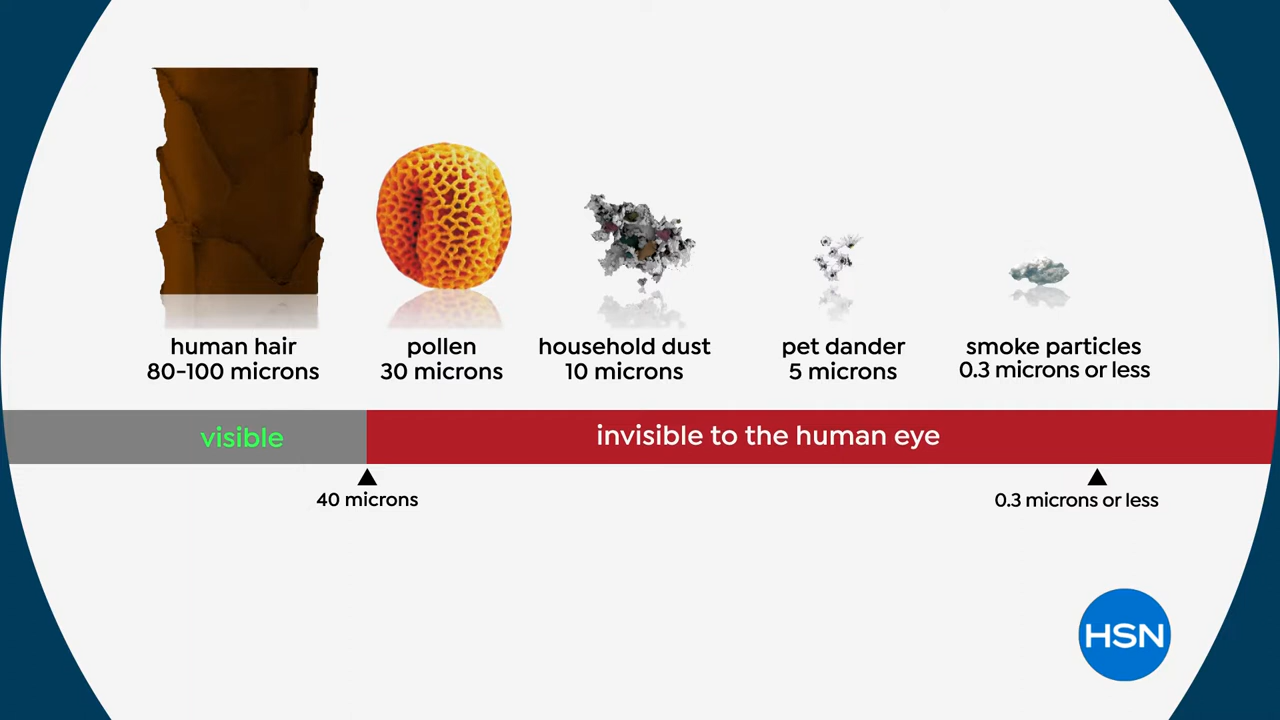 human hair
80-100 microns
pollen
30 microns
household dust
10 microns
pet dander
5 microns
smoke particles
0.3 microns or less
visible
invisible to the human eye
40 microns
0.3 microns or less
HSN